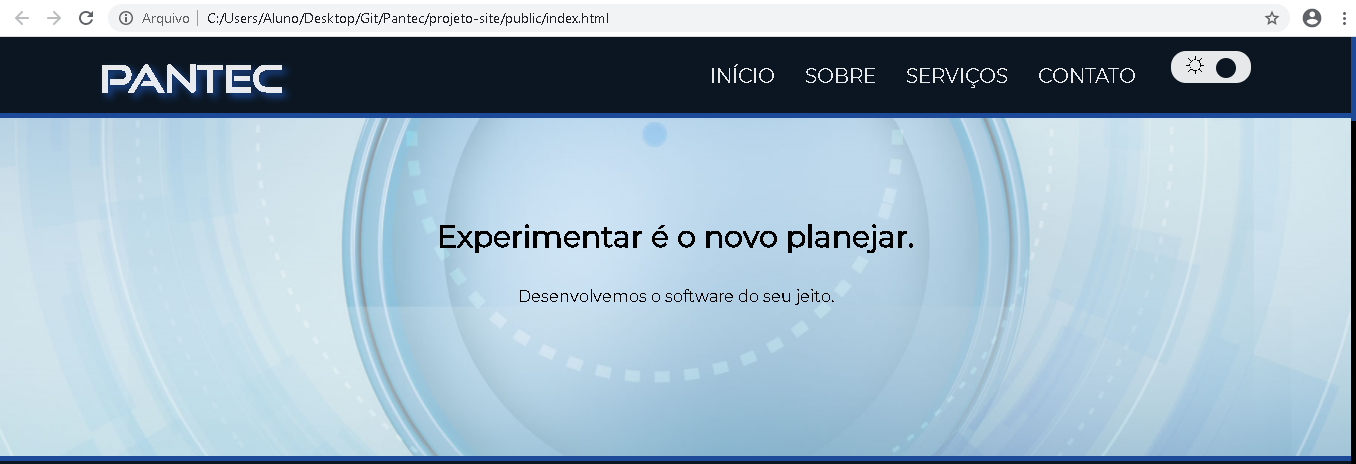 Arquivo | C:/Users/Aluno/Desktop/Git/Pantec/projeto-site/public/index.html
PANTEC INÍCIO SOBRE SERVIÇOS CONTATO
Experimentar é o novo planejar.
Desenvolvemos o software do seu jeito.